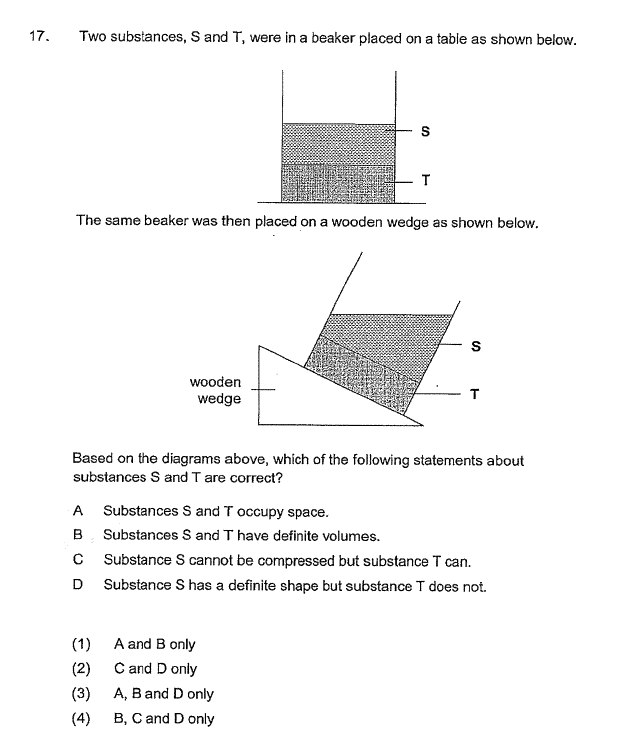 17. Two substances, S and T, were in a beaker placed on a table as shown below.
S
T
The same beaker was then placed on a wooden wedge as shown below.
S
wooden
wedge
T
Based on the diagrams above, which of the following statements about
substances S and T are correct?
A Substances S and T occupy space.
B Substances S and T have definite volumes.
C Substance S cannot be compressed but substance T can.
D Substance S has a definite shape but substance T does not.
(1) A and B only
(2) C and D only
(3) A, B and D only
(4) B, C and D only